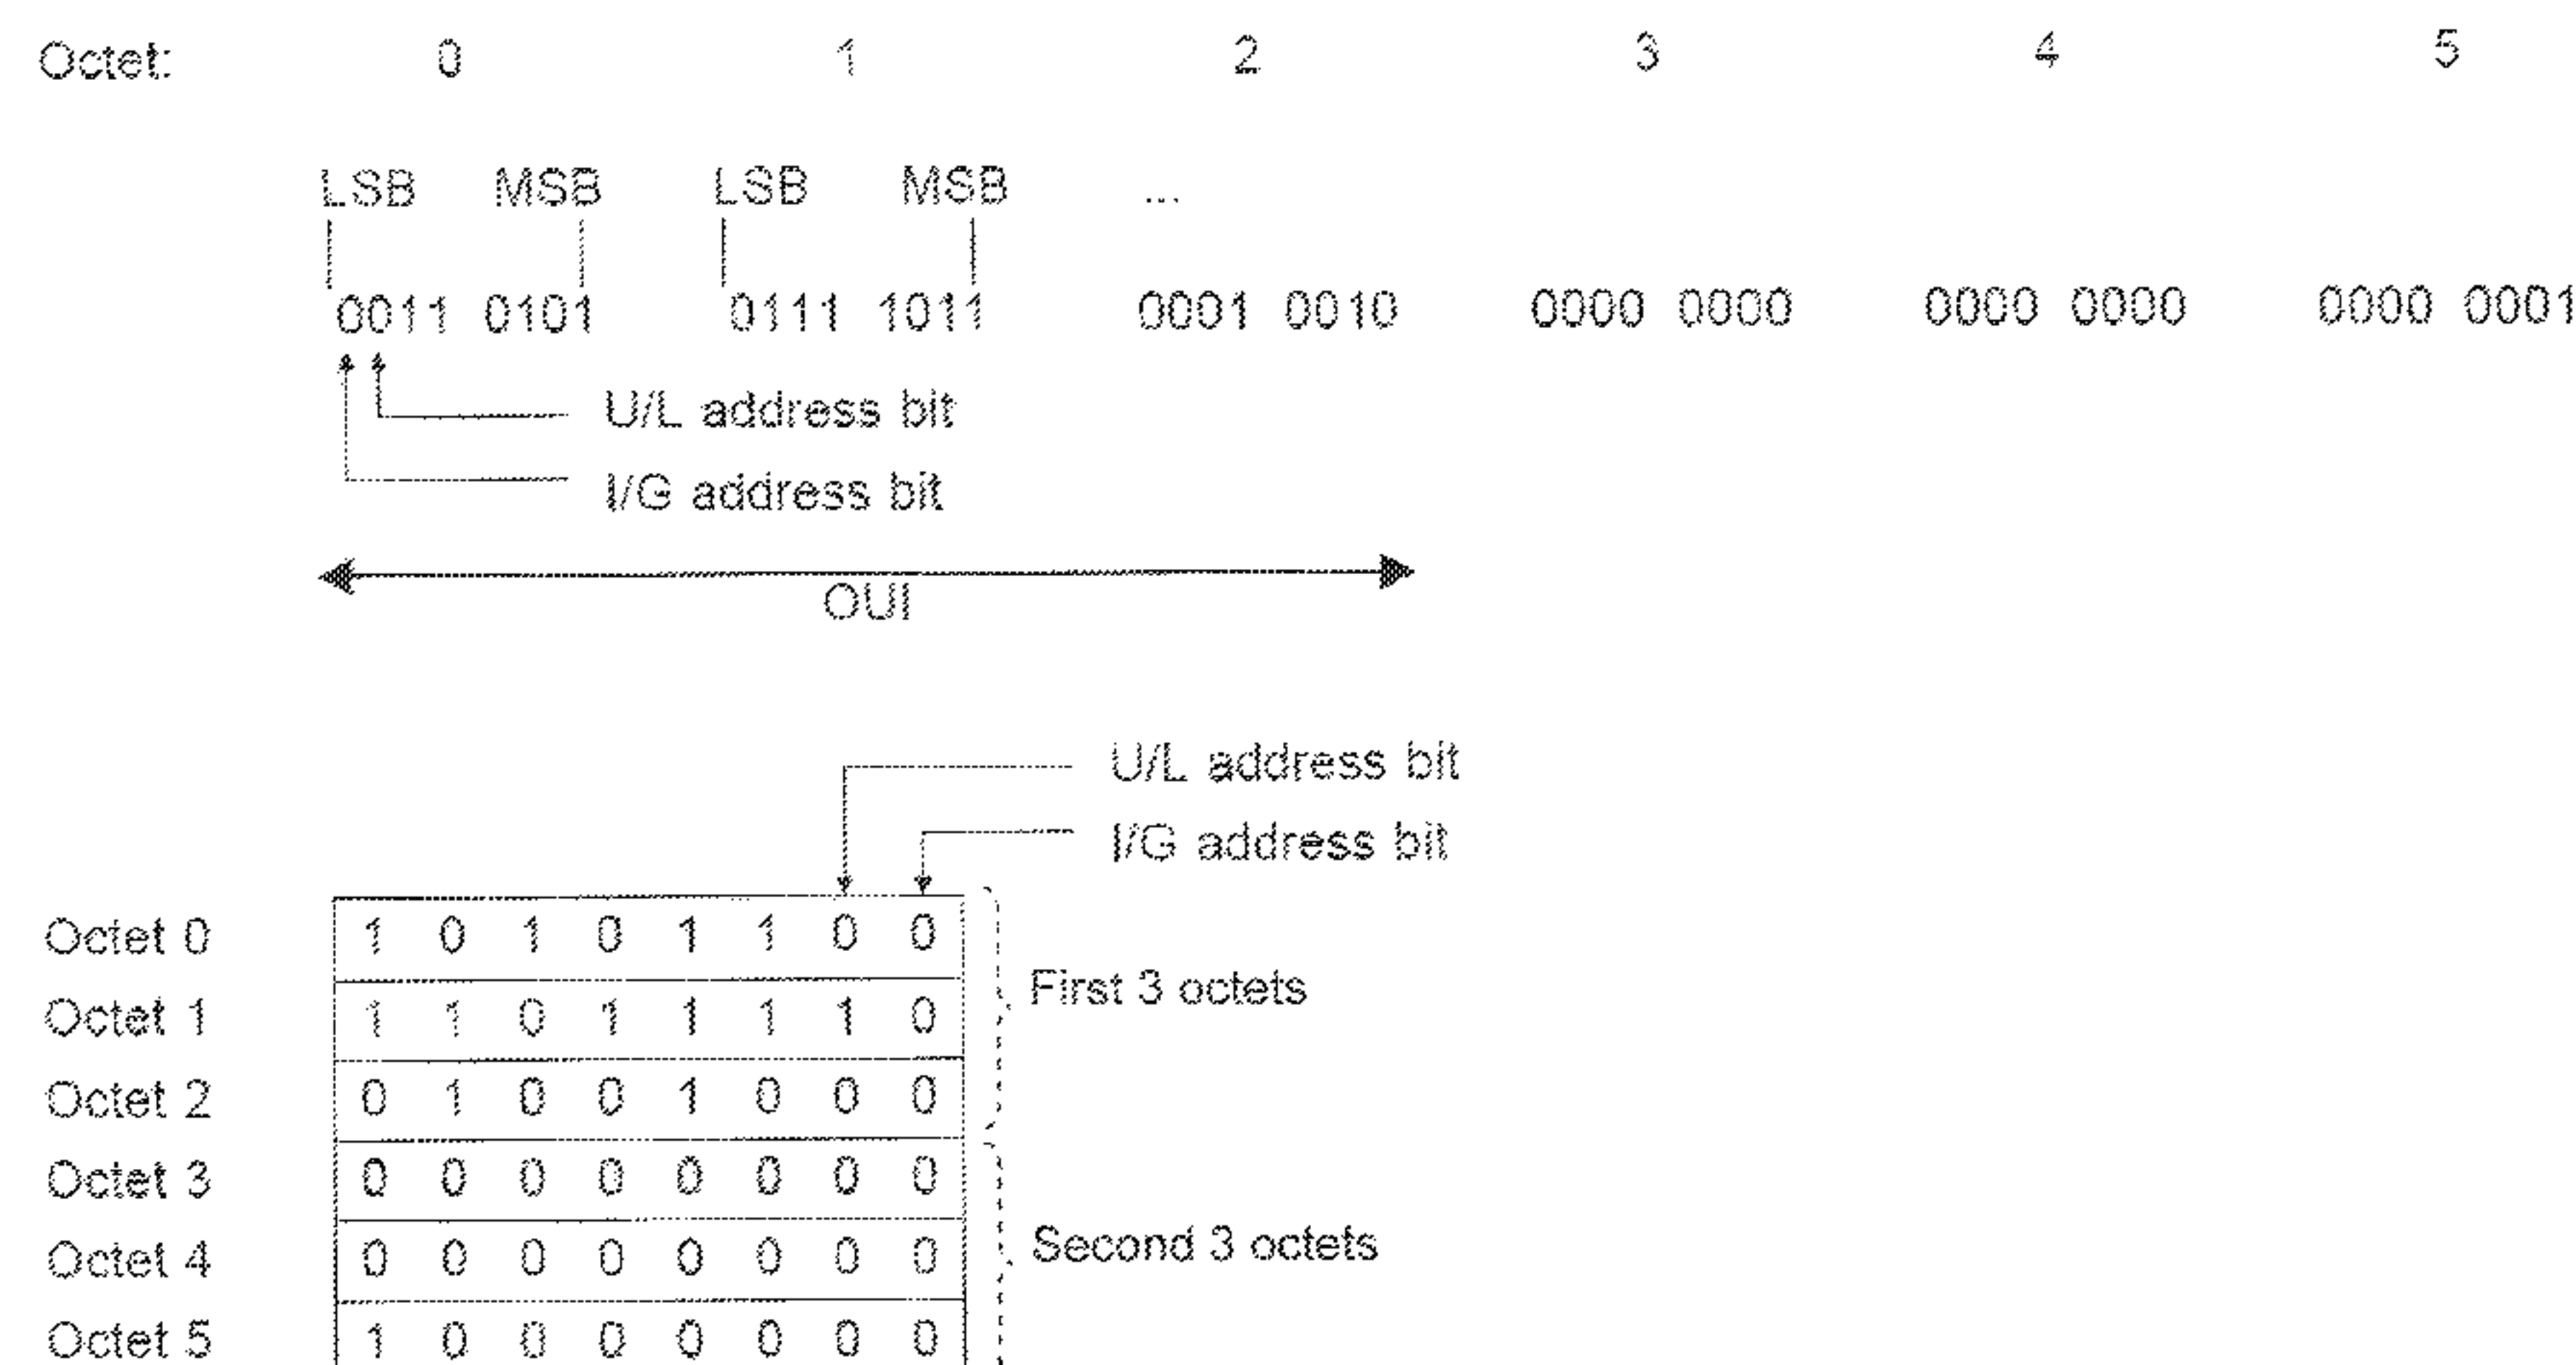 Octet: 0 1 2 3 4 5
LSB MSB LSB MSB ...
0011 0101 0111 1011 0001 0010 0000 0000 0000 0000 0000 0001
U/L address bit
I/G address bit
OUI
U/L address bit
I/G address bit
Octet 0 1 0 1 0 1 1 0 0
First 3 octets
Octet 1 1 1 0 1 1 1 1 0
Octet 2 0 1 0 0 1 0 0 0
Octet 3 0 0 0 0 0 0 0 0
Second 3 octets
Octet 4 0 0 0 0 0 0 0 0
Octet 5 1 0 0 0 0 0 0 0